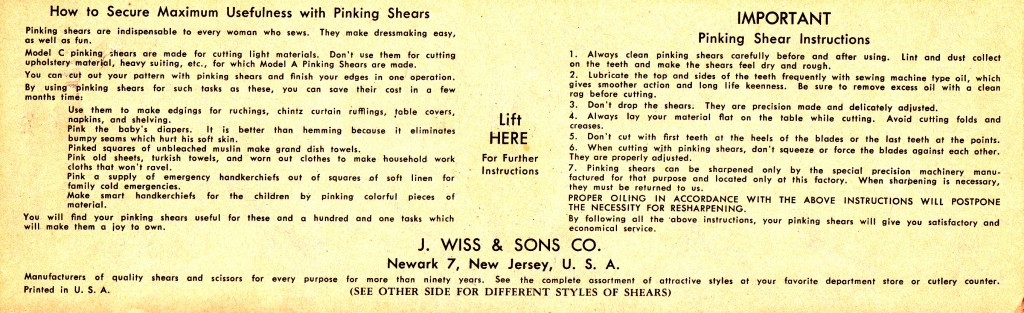 How to Secure Maximum Usefulness with Pinking Shears
Pinking shears are indispensable to every woman who sews. They make dressmaking easy,
as well as fun.
Model C pinking shears are made for cutting light materials. Don't use them for cutting
upholstery material, heavy suiting, etc., for which Model A Pinking Shears are made.
You can cut out your pattern with pinking shears and finish your edges in one operation.
By using pinking shears for such tasks as these, you can save their cost in a few
months time:
Use them to make edgings for ruchings, chintz curtain rufflings, table covers,
napkins, and shelving.
Pink the baby's diapers. It is better than hemming because it eliminates
bumpy seams which hurt his soft skin.
Pinked squares of unbleached muslin make grand dish towels.
Pink old sheets, turkish towels, and worn out clothes to make household work
cloths that won't ravel.
Pink a supply of emergency handkerchiefs out of squares of soft linen for
family cold emergencies.
Make smart handkerchiefs for the children by pinking colorful pieces of
material.
You will find your pinking shears useful for these and a hundred and one tasks which
will make them a joy to own.
Lift
HERE
For Further
Instructions
IMPORTANT
Pinking Shear Instructions
1. Always clean pinking shears carefully before and after using. Lint and dust collect
on the teeth and make the shears feel dry and rough.
2. Lubricate the top and sides of the teeth frequently with sewing machine type oil, which
gives smoother action and long life keenness. Be sure to remove excess oil with a clean
rag before cutting.
3. Don't drop the shears. They are precision made and delicately adjusted.
4. Always lay your material flat on the table while cutting. Avoid cutting folds and
creases.
5. Don't cut with first teeth at the heels of the blades or the last teeth at the points.
6. When cutting with pinking shears, don't squeeze or force the blades against each other.
They are properly adjusted.
7. Pinking shears can be sharpened only by the special precision machinery manu-
factured for that purpose and located only at this factory. When sharpening is necessary,
they must be returned to us.
PROPER OILING IN ACCORDANCE WITH THE ABOVE INSTRUCTIONS WILL POSTPONE
THE NECESSITY FOR RESHARPENING.
By following all the above instructions, your pinking shears will give you satisfactory and
economical service.
J. WISS & SONS CO.
Newark 7, New Jersey, U. S. A.
Manufacturers of quality shears and scissors for every purpose for more than ninety years. See the complete assortment of attractive styles at your favorite department store or cutlery counter.
Printed in U. S. A.
(SEE OTHER SIDE FOR DIFFERENT STYLES OF SHEARS)